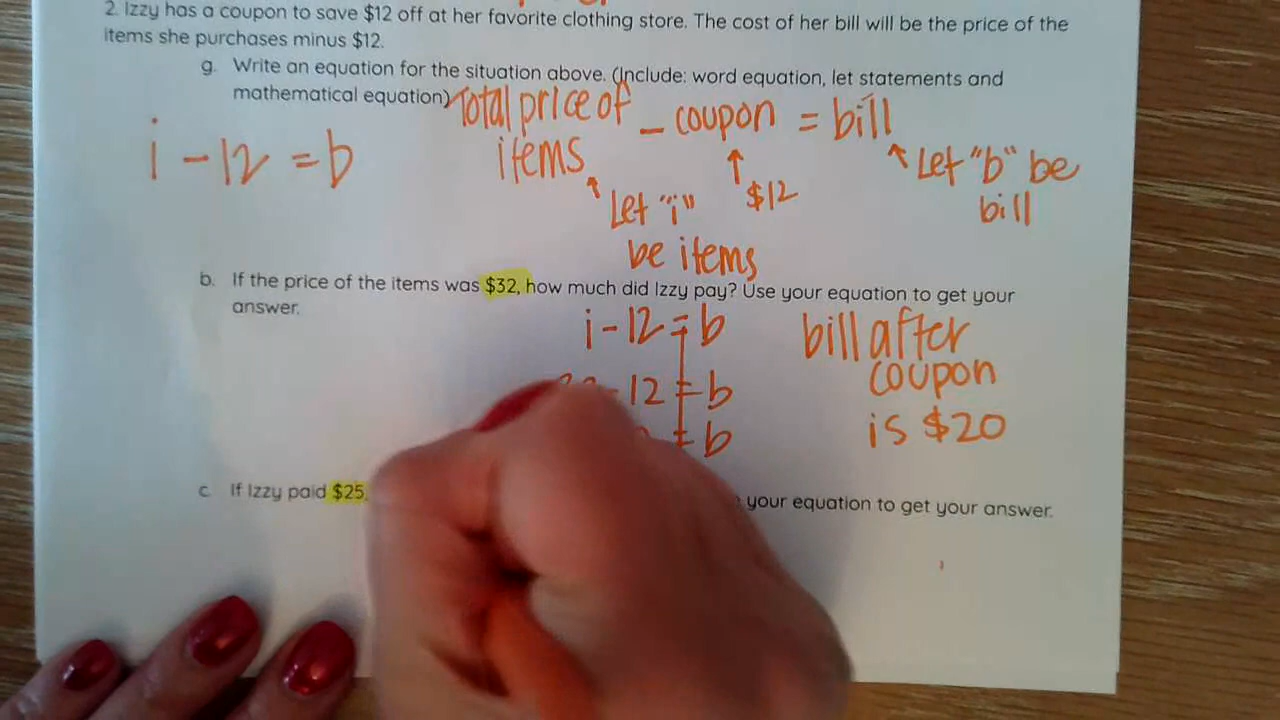 2. Izzy has a coupon to save $12 off at her favorite clothing store. The cost of her bill will be the price of the
items she purchases minus $12.
g. Write an equation for the situation above. (Include: word equation, let statements and
mathematical equation)
Total price of items - coupon = bill
i - 12 = b
Let "i"
be items
$12
Let "b" be
bill
b. If the price of the items was $32, how much did Izzy pay? Use your equation to get your
answer.
i - 12 = b
- 12 = b
= b
bill after
coupon
is $20
c. If Izzy paid $25, your equation to get your answer.